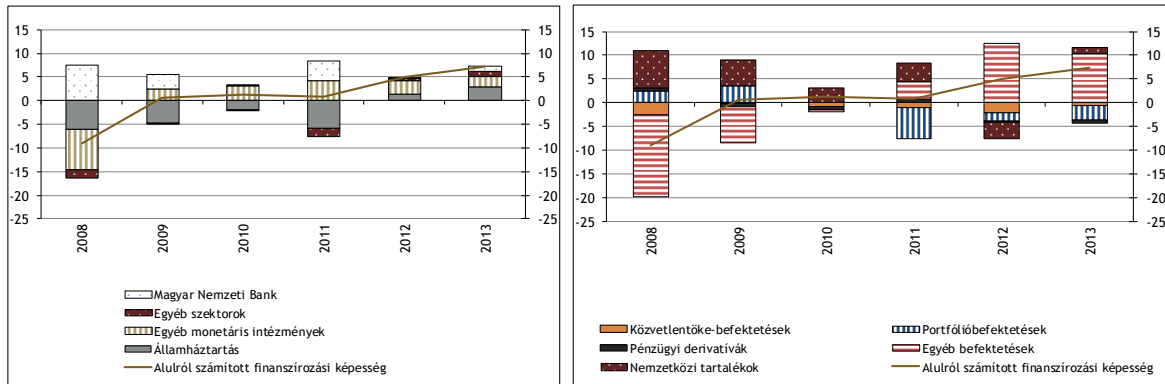 15 15
10 10
5 5
0 0
-5 -5
-10 -10
-15 -15
-20 -20
-25 -25
2008 2009 2010 2011 2012 2013
Magyar Nemzeti Bank
Egyéb szektorok
Egyéb monetáris intézmények
Államháztartás
Alulról számított finanszírozási képesség
15 15
10 10
5 5
0 0
-5 -5
-10 -10
-15 -15
-20 -20
-25 -25
2008 2009 2010 2011 2012 2013
Közvetlentőke-befektetések Portfólióbefektetések
Pénzügyi derivatívák Egyéb befektetések
Nemzetközi tartalékok Alulról számított finanszírozási képesség